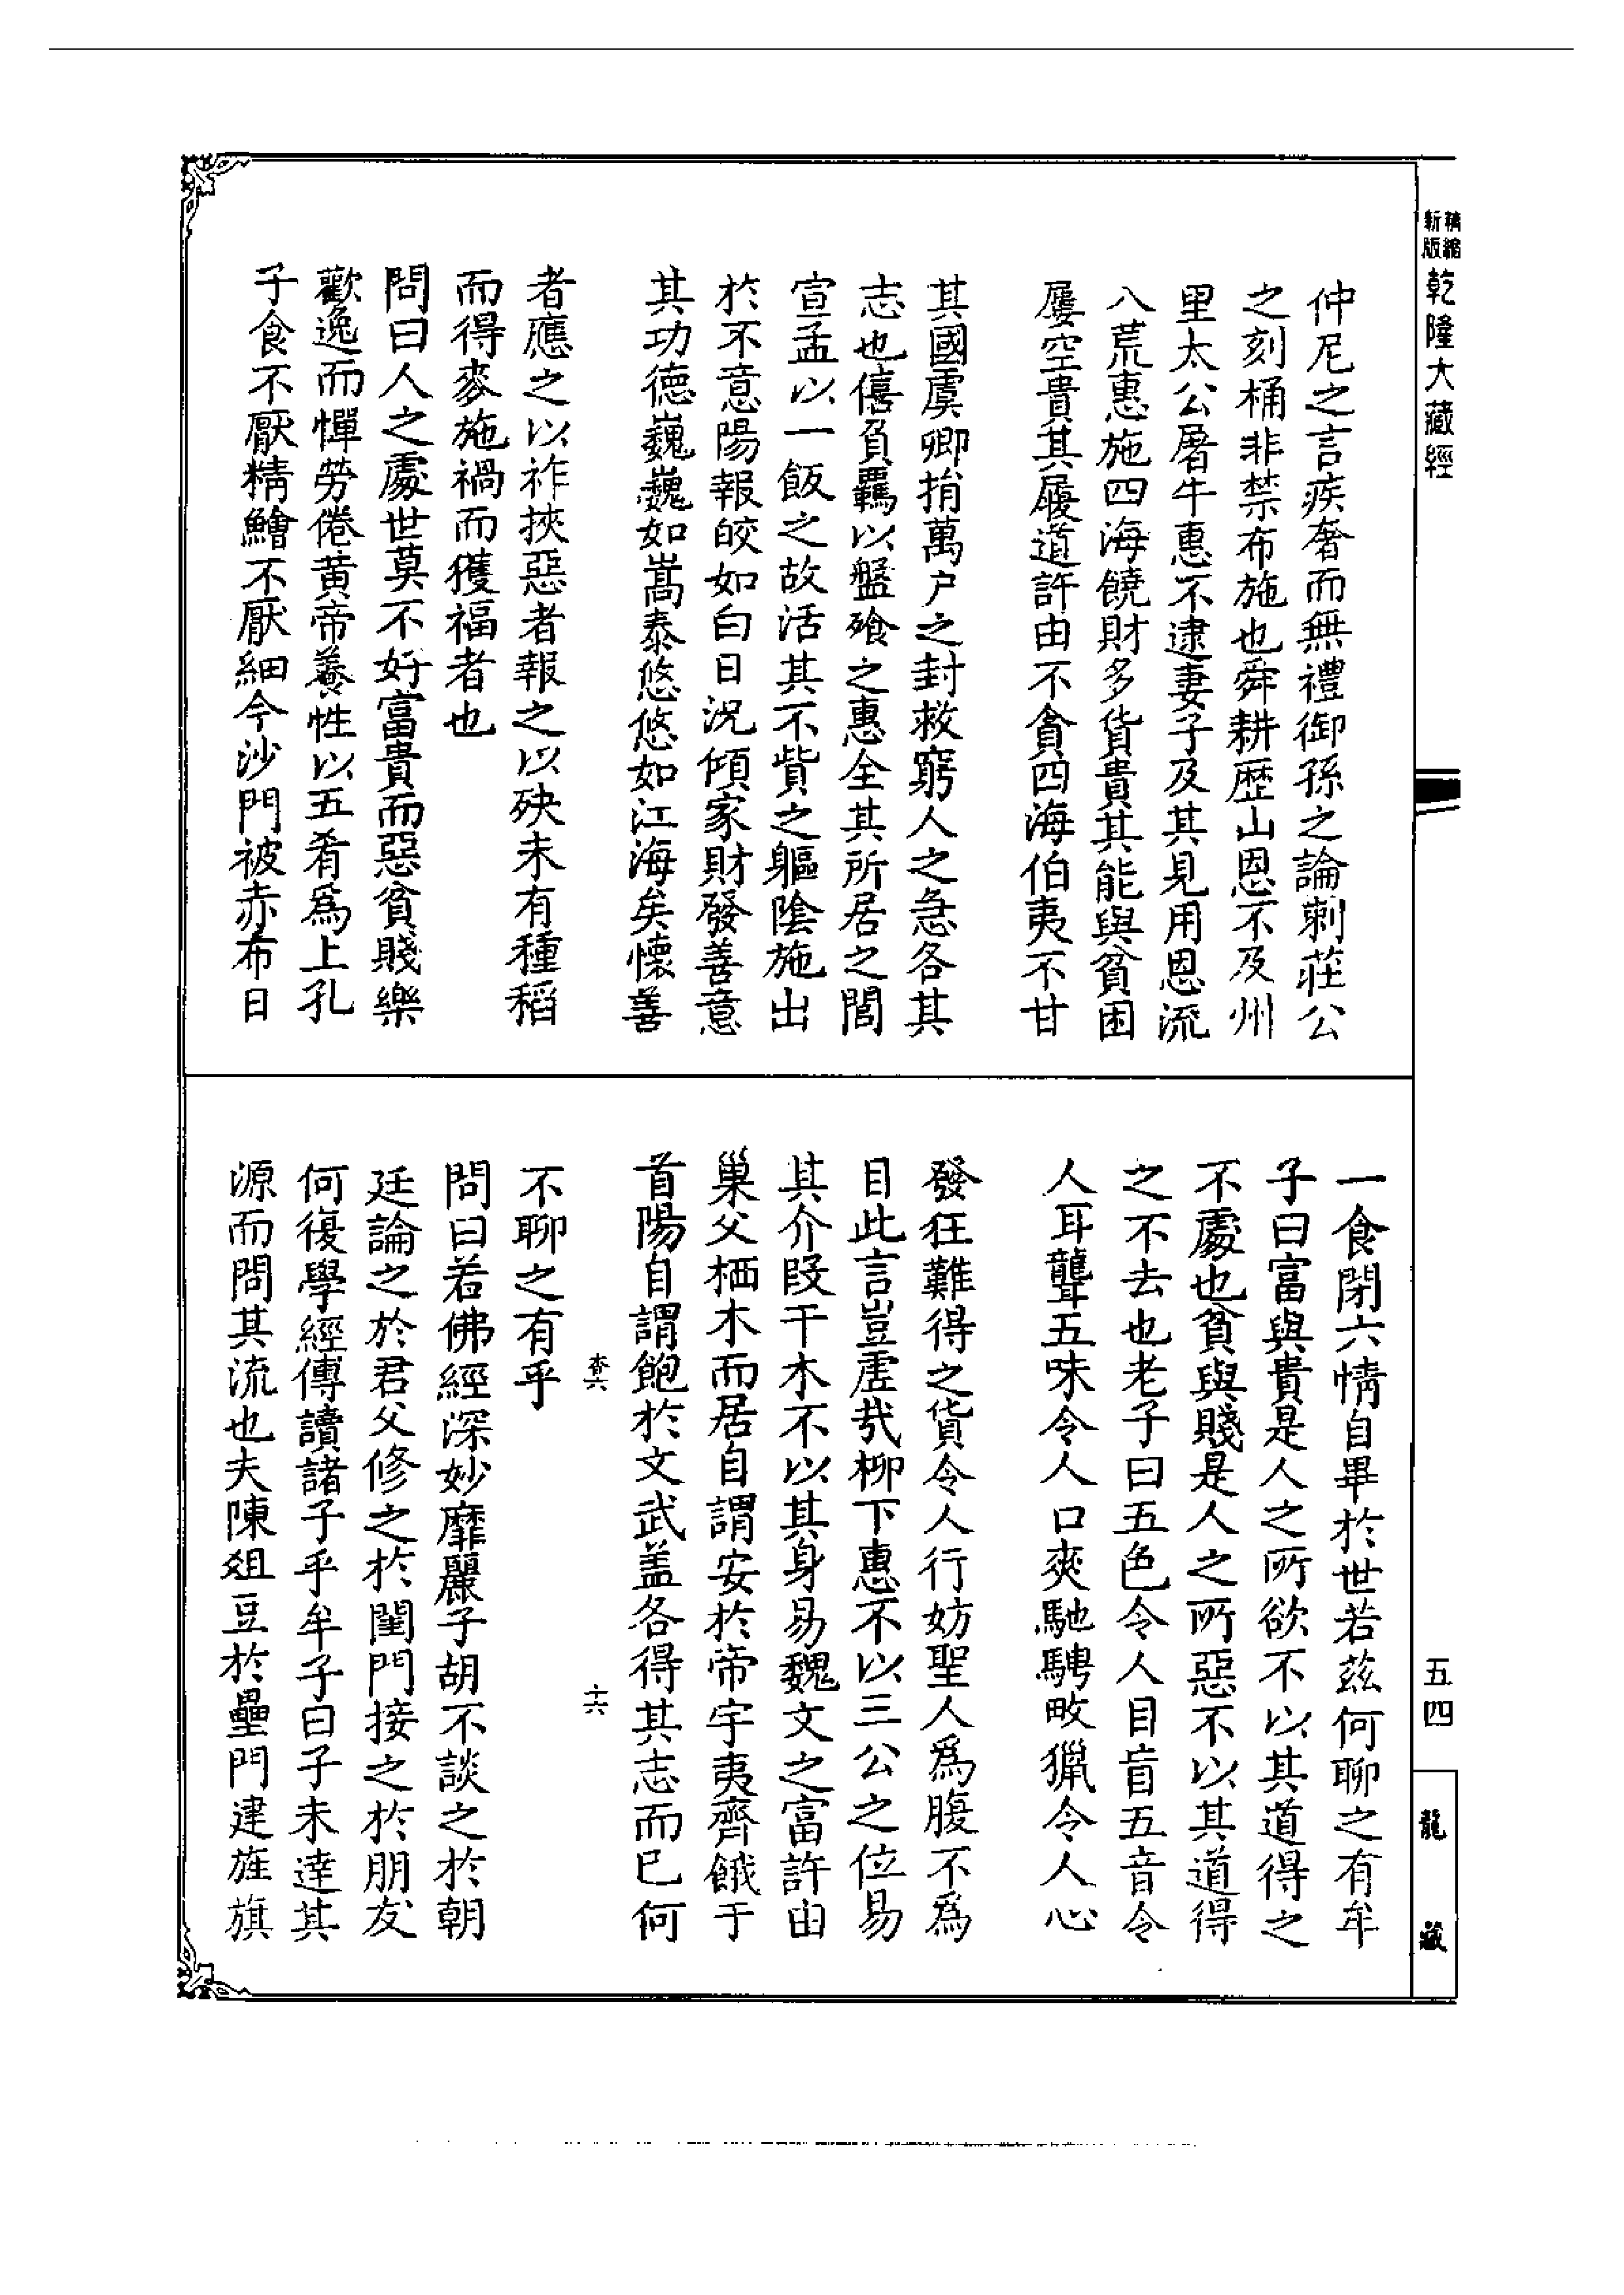 精縮
新版
乾隆大藏經
仲尼之言疾奢而無禮御孫之論刺莊公
之刻桶非禁布施也舜耕歷山恩不及州
里太公屠牛惠不逮妻子及其見用恩流
八荒惠施四海饒財多貨貴其能與貧困
屢空貴其履道許由不貪四海伯夷不甘
其國虞卿捐萬户之封救窮人之急各其
志也僖負羈以盤飱之惠全其所居之閭
宣孟以一飯之故活其不貲之軀陰施出
於不意陽報皎如白日況傾家財發善意
其功德巍巍如嵩泰悠悠如江海矣懷善
者應之以祚挾惡者報之以殃未有種稻
而得麥施禍而獲福者也
問曰人之處世莫不好富貴而惡貧賤樂
歡逸而憚勞倦黃帝養性以五肴爲上孔
子食不厭精鱠不厭細今沙門被赤布日
一食閉六情自畢於世若茲何聊之有牟
子曰富與貴是人之所欲不以其道得之
不處也貧與賤是人之所惡不以其道得
之不去也老子曰五色令人目盲五音令
人耳聾五味令人口爽馳騁畋獵令人心
發狂難得之貨令人行妨聖人爲腹不爲
目此言豈虛哉柳下惠不以三公之位易
其介段干木不以其身易魏文之富許由
巢父栖木而居自謂安於帝宇夷齊餓于
首陽自謂飽於文武盖各得其志而已何
不聊之有乎
十六
問曰若佛經深妙靡麗子胡不談之於朝
廷論之於君父修之於閨門接之於朋友
何復學經傳讀諸子乎牟子曰子未達其
源而問其流也夫陳俎豆於壘門建旌旗
五四
龍藏